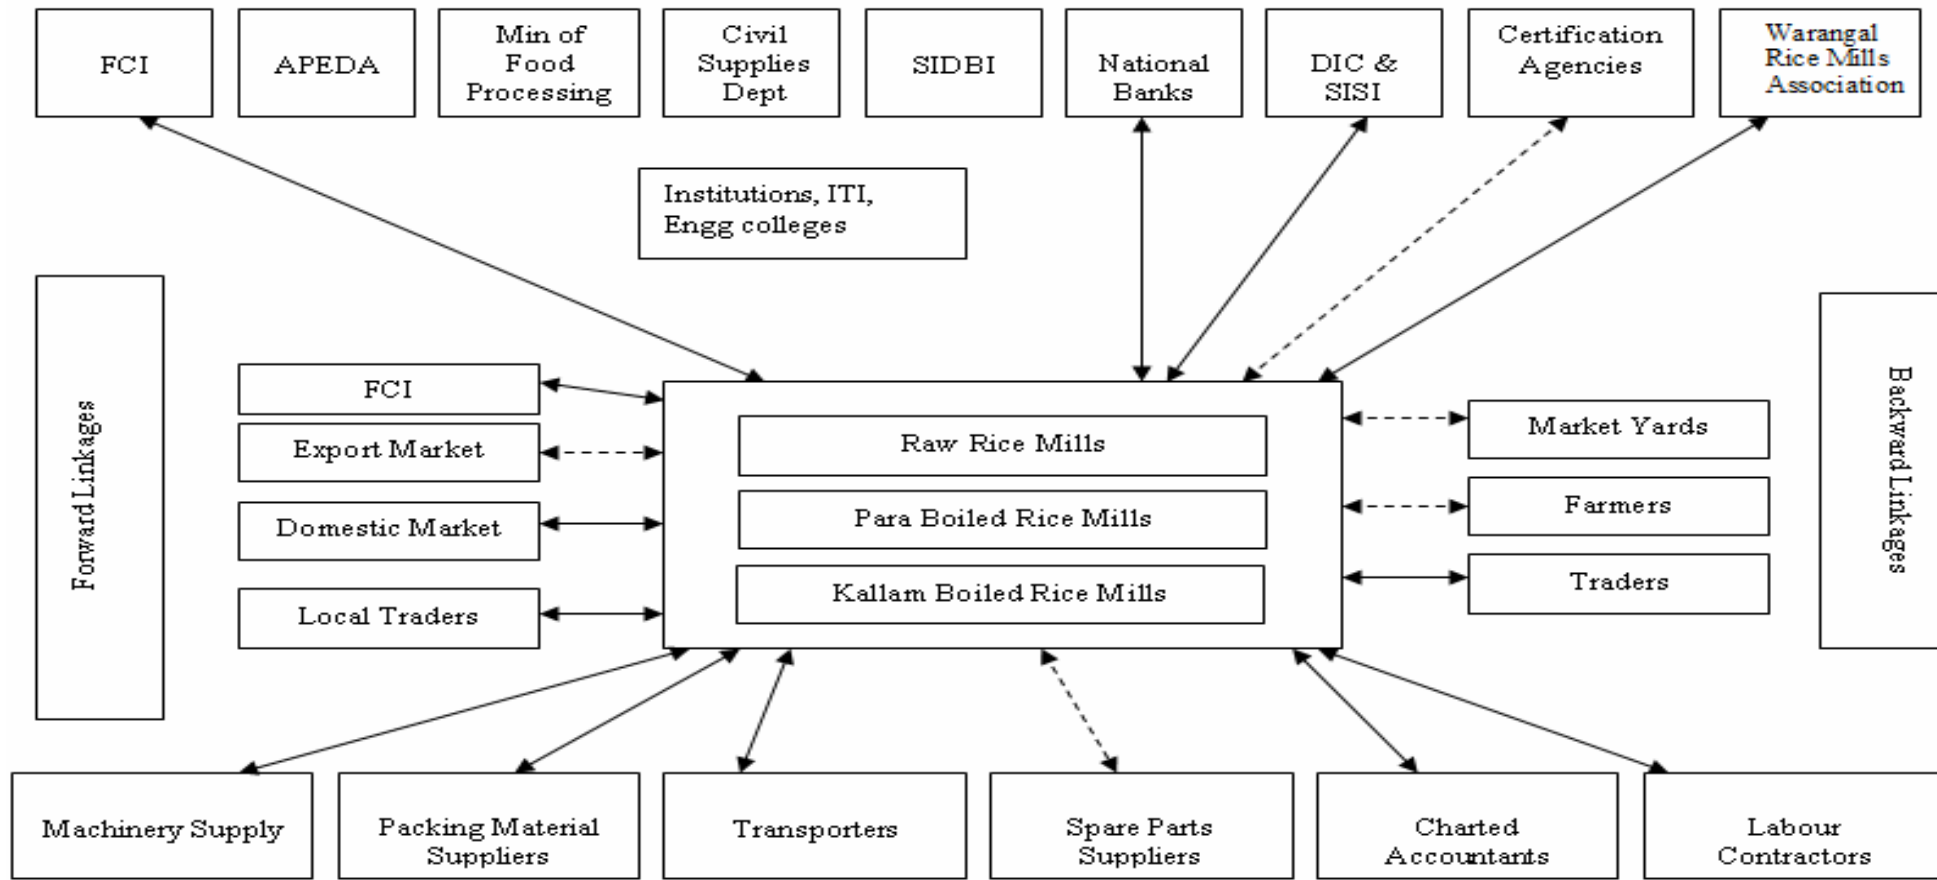 FCI
APEDA
Min of
Food
Processing
Civil
Supplies
Dept
SIDBI
National
Banks
DIC &
SISI
Certification
Agencies
Warangal
Rice Mills
Association
Institutions, ITI,
Engg colleges
Forward Linkages
FCI
Export Market
Domestic Market
Local Traders
Raw Rice Mills
Para Boiled Rice Mills
Kallam Boiled Rice Mills
Market Yards
Farmers
Traders
Backward Linkages
Machinery Supply
Packing Material
Suppliers
Transporters
Spare Parts
Suppliers
Charted
Accountants
Labour
Contractors